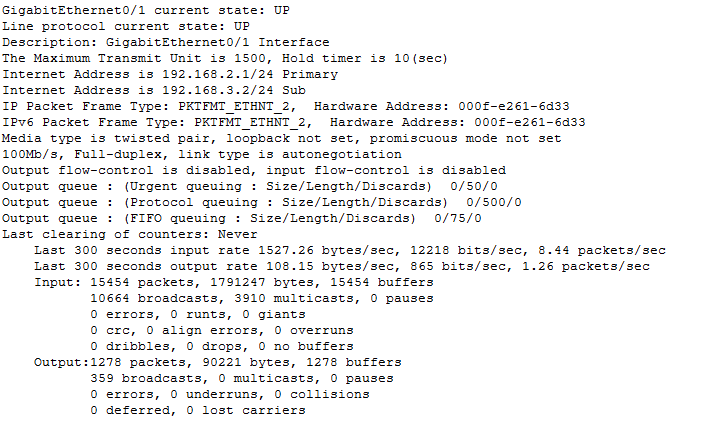 GigabitEthernet0/1 current state: UP
Line protocol current state: UP
Description: GigabitEthernet0/1 Interface
The Maximum Transmit Unit is 1500, Hold timer is 10(sec)
Internet Address is 192.168.2.1/24 Primary
Internet Address is 192.168.3.2/24 Sub
IP Packet Frame Type: PKTFMT_ETHNT_2,  Hardware Address: 000f-e261-6d33
IPv6 Packet Frame Type: PKTFMT_ETHNT_2,  Hardware Address: 000f-e261-6d33
Media type is twisted pair, loopback not set, promiscuous mode not set
100Mb/s, Full-duplex, link type is autonegotiation
Output flow-control is disabled, input flow-control is disabled
Output queue : (Urgent queuing : Size/Length/Discards)  0/50/0
Output queue : (Protocol queuing : Size/Length/Discards)  0/500/0
Output queue : (FIFO queuing : Size/Length/Discards)  0/75/0
Last clearing of counters: Never
    Last 300 seconds input rate 1527.26 bytes/sec, 12218 bits/sec, 8.44 packets/sec
    Last 300 seconds output rate 108.15 bytes/sec, 865 bits/sec, 1.26 packets/sec
    Input: 15454 packets, 1791247 bytes, 15454 buffers
           10664 broadcasts, 3910 multicasts, 0 pauses
           0 errors, 0 runts, 0 giants
           0 crc, 0 align errors, 0 overruns
           0 dribbles, 0 drops, 0 no buffers
    Output:1278 packets, 90221 bytes, 1278 buffers
           359 broadcasts, 0 multicasts, 0 pauses
           0 errors, 0 underruns, 0 collisions
           0 deferred, 0 lost carriers